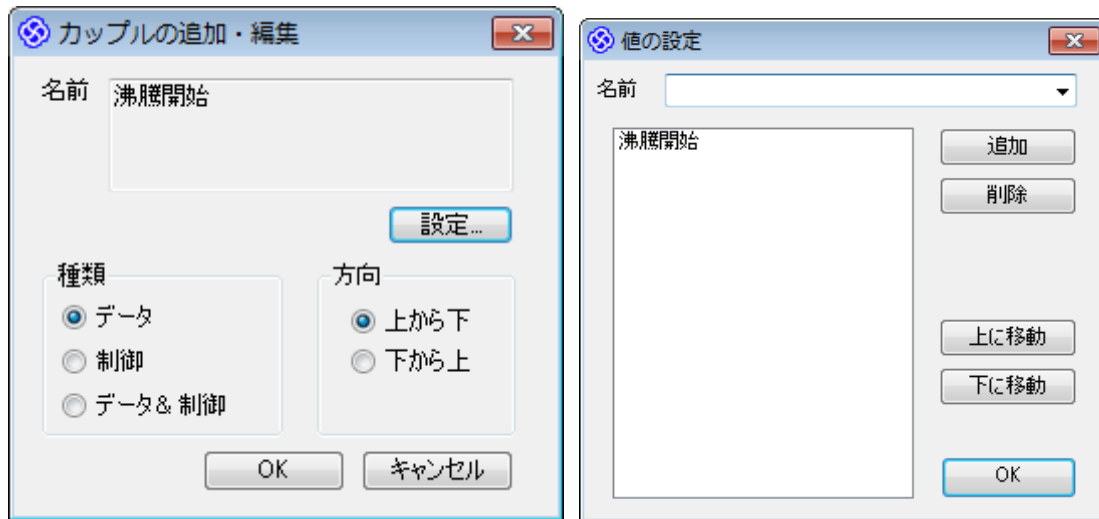 カップルの追加・編集
名前
沸騰開始
設定...
種類
データ
制御
データ& 制御
方向
上から下
下から上
OK
キャンセル
値の設定
名前
沸騰開始
追加
削除
上に移動
下に移動
OK